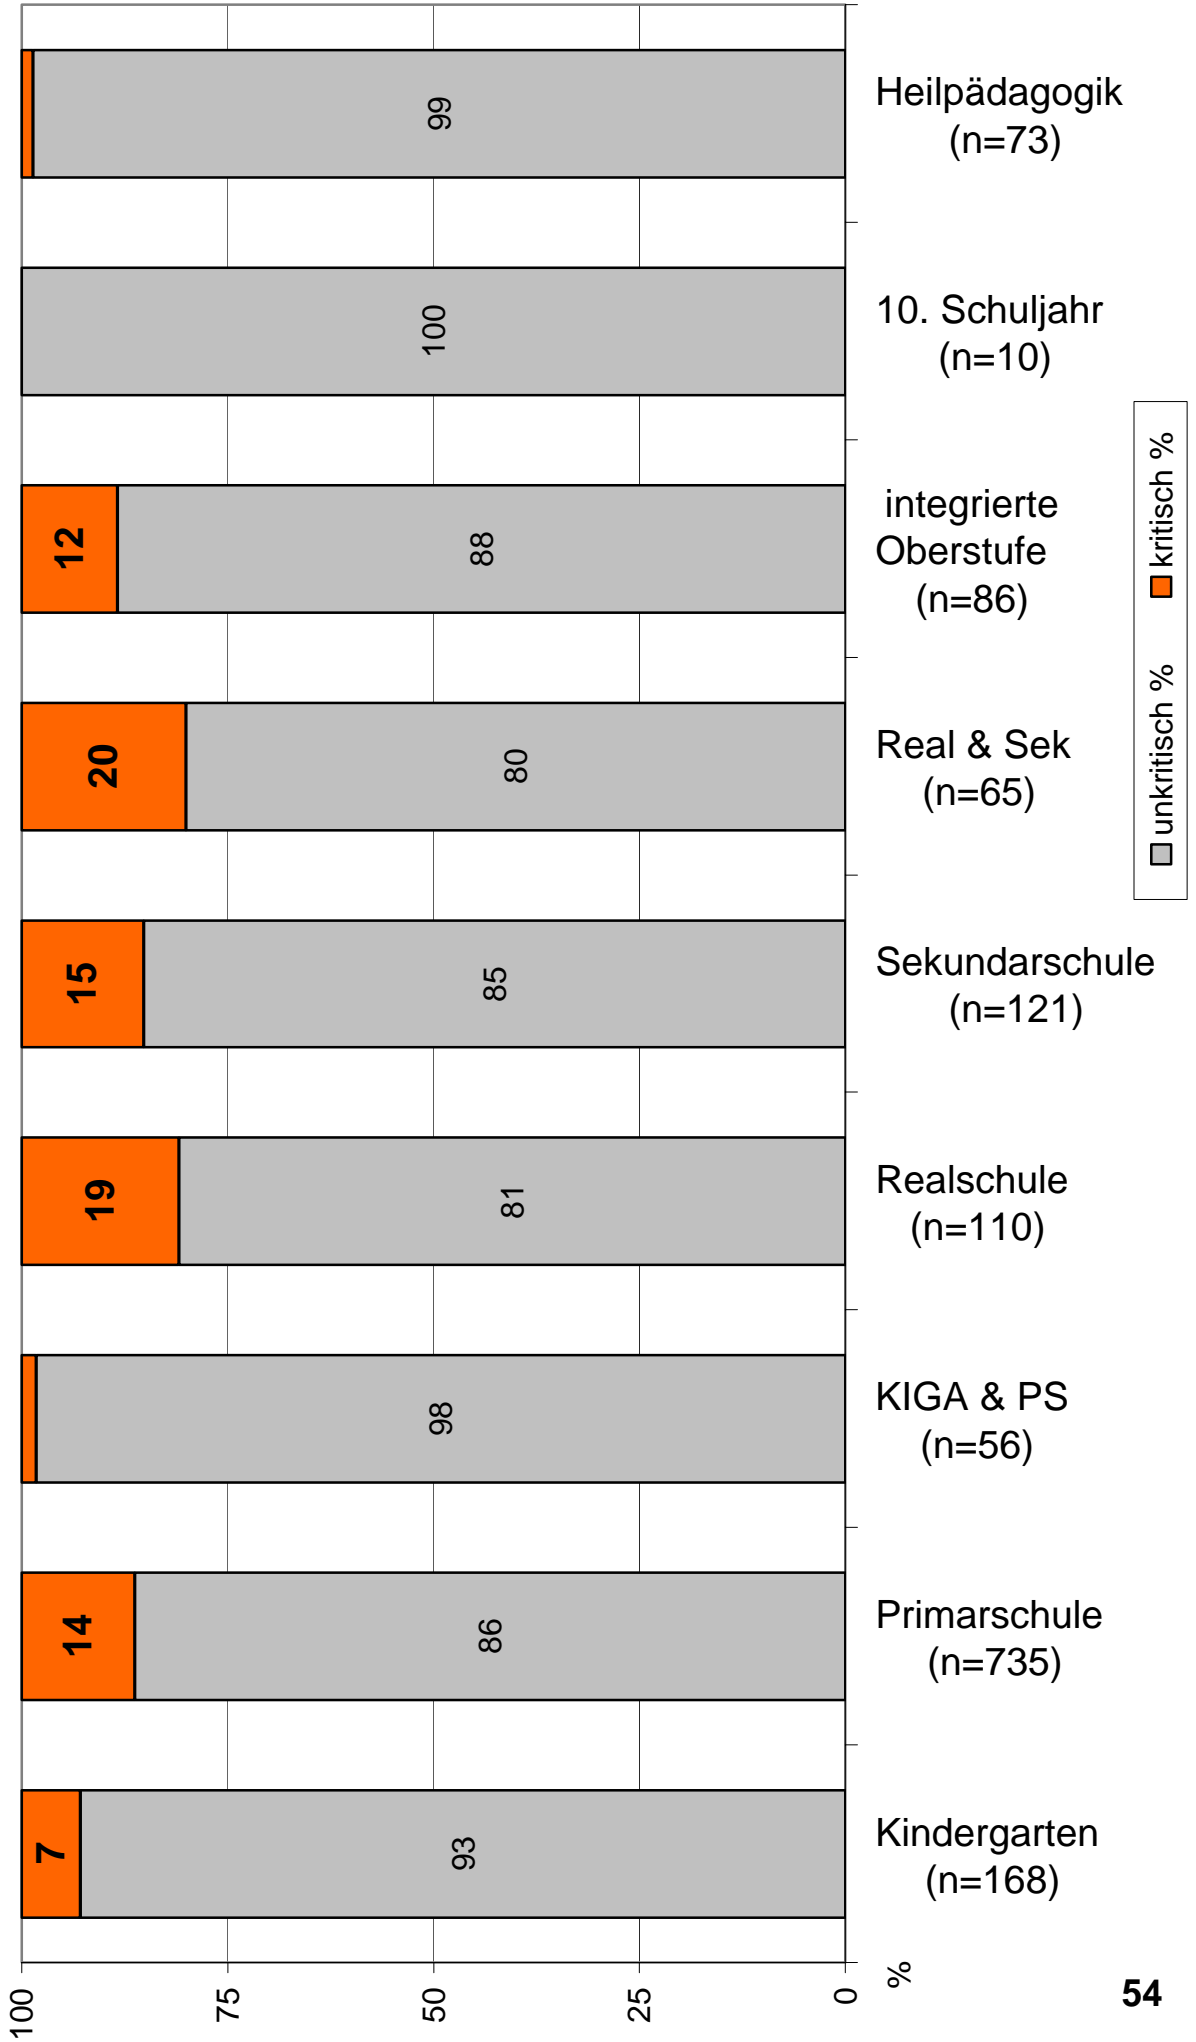 Heilpädagogik
(n=73)
99
10. Schuljahr
(n=10)
100
integrierte
Oberstufe
(n=86)
12
88
Real & Sek
(n=65)
20
80
Sekundarschule
(n=121)
15
85
Realschule
(n=110)
19
81
KIGA & PS
(n=56)
98
Primarschule
(n=735)
14
86
Kindergarten
(n=168)
7
93
100
75
50
25
0
%
unkritisch %
kritisch %
54